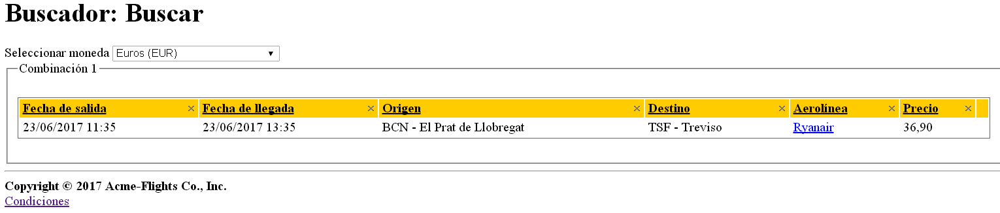 Buscador: Buscar
Seleccionar moneda Euros (EUR)
Combinación 1
Fecha de salida Fecha de llegada Origen Destino Aerolínea Precio
23/06/2017 11:35 23/06/2017 13:35 BCN - El Prat de Llobregat TSF - Treviso Ryanair 36,90
Copyright © 2017 Acme-Flights Co., Inc.
Condiciones